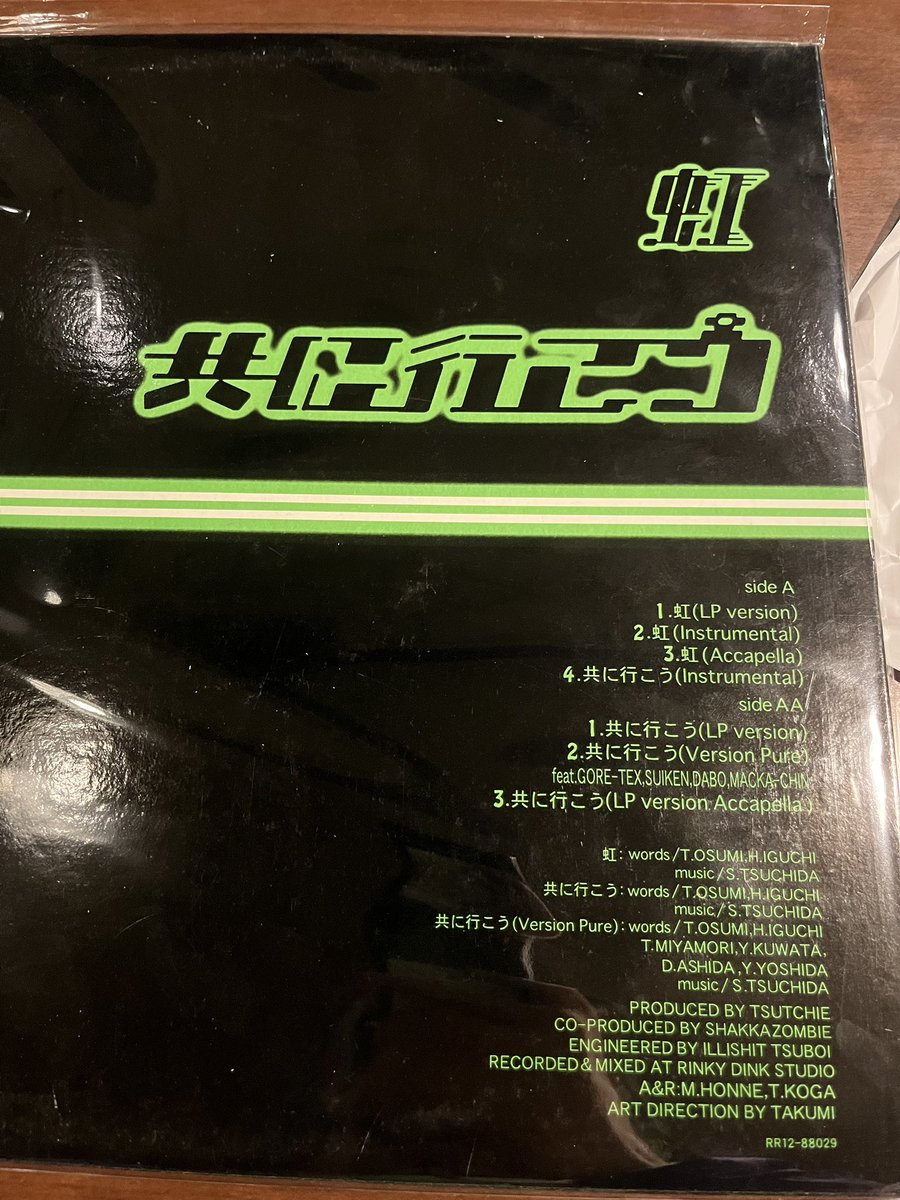 虹
共に行こう
side A
1.虹(LP version)
2.虹(Instrumental)
3.虹(Accapella)
4.共に行こう(Instrumental)
side AA
1.共に行こう(LP version)
2.共に行こう(Version Pure)
feat.GORE-TEX,SUIKEN,DABO,MACKA-CHIN
3.共に行こう(LP version Accapella)
虹: words/T.OSUMI,H.IGUCHI
music/S.TSUCHIDA
共に行こう: words/T.OSUMI,H.IGUCHI
music/S.TSUCHIDA
共に行こう(Version Pure): words/T.OSUMI,H.IGUCHI
T.MIYAMORI,Y.KUWATA,
D.ASHIDA,Y.YOSHIDA
music/S.TSUCHIDA
PRODUCED BY TSUTCHIE
CO-PRODUCED BY SHAKKAZOMBIE
ENGINEERED BY ILLISHIT TSUBOI
RECORDED & MIXED AT RINKY DINK STUDIO
A&R:M.HONNE,T.KOGA
ART DIRECTION BY TAKUMI
RR12-88029